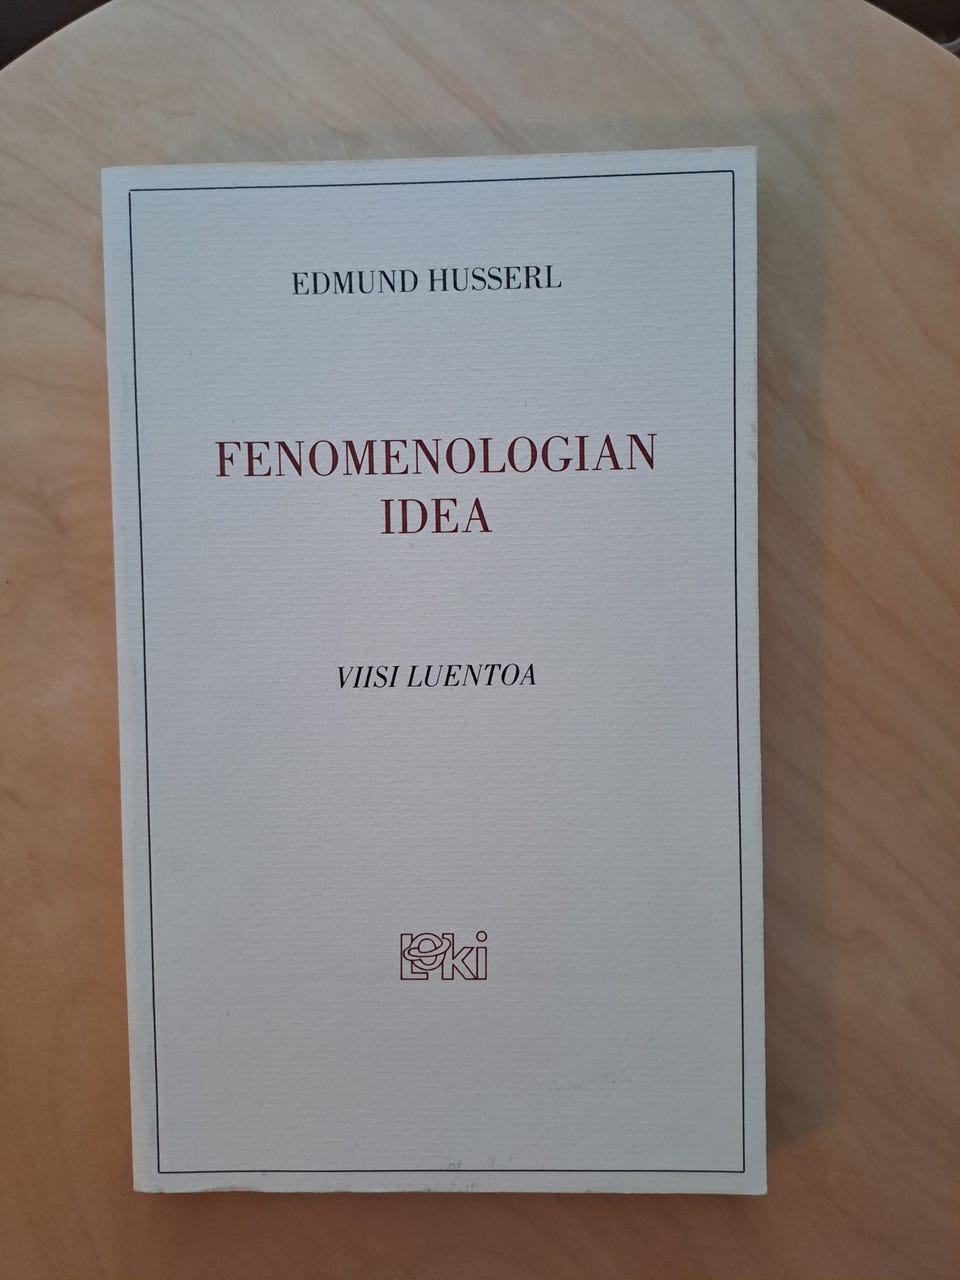 EDMUND HUSSERL
FENOMENOLOGIAN
IDEA
VIISI LUENTOA
Loki